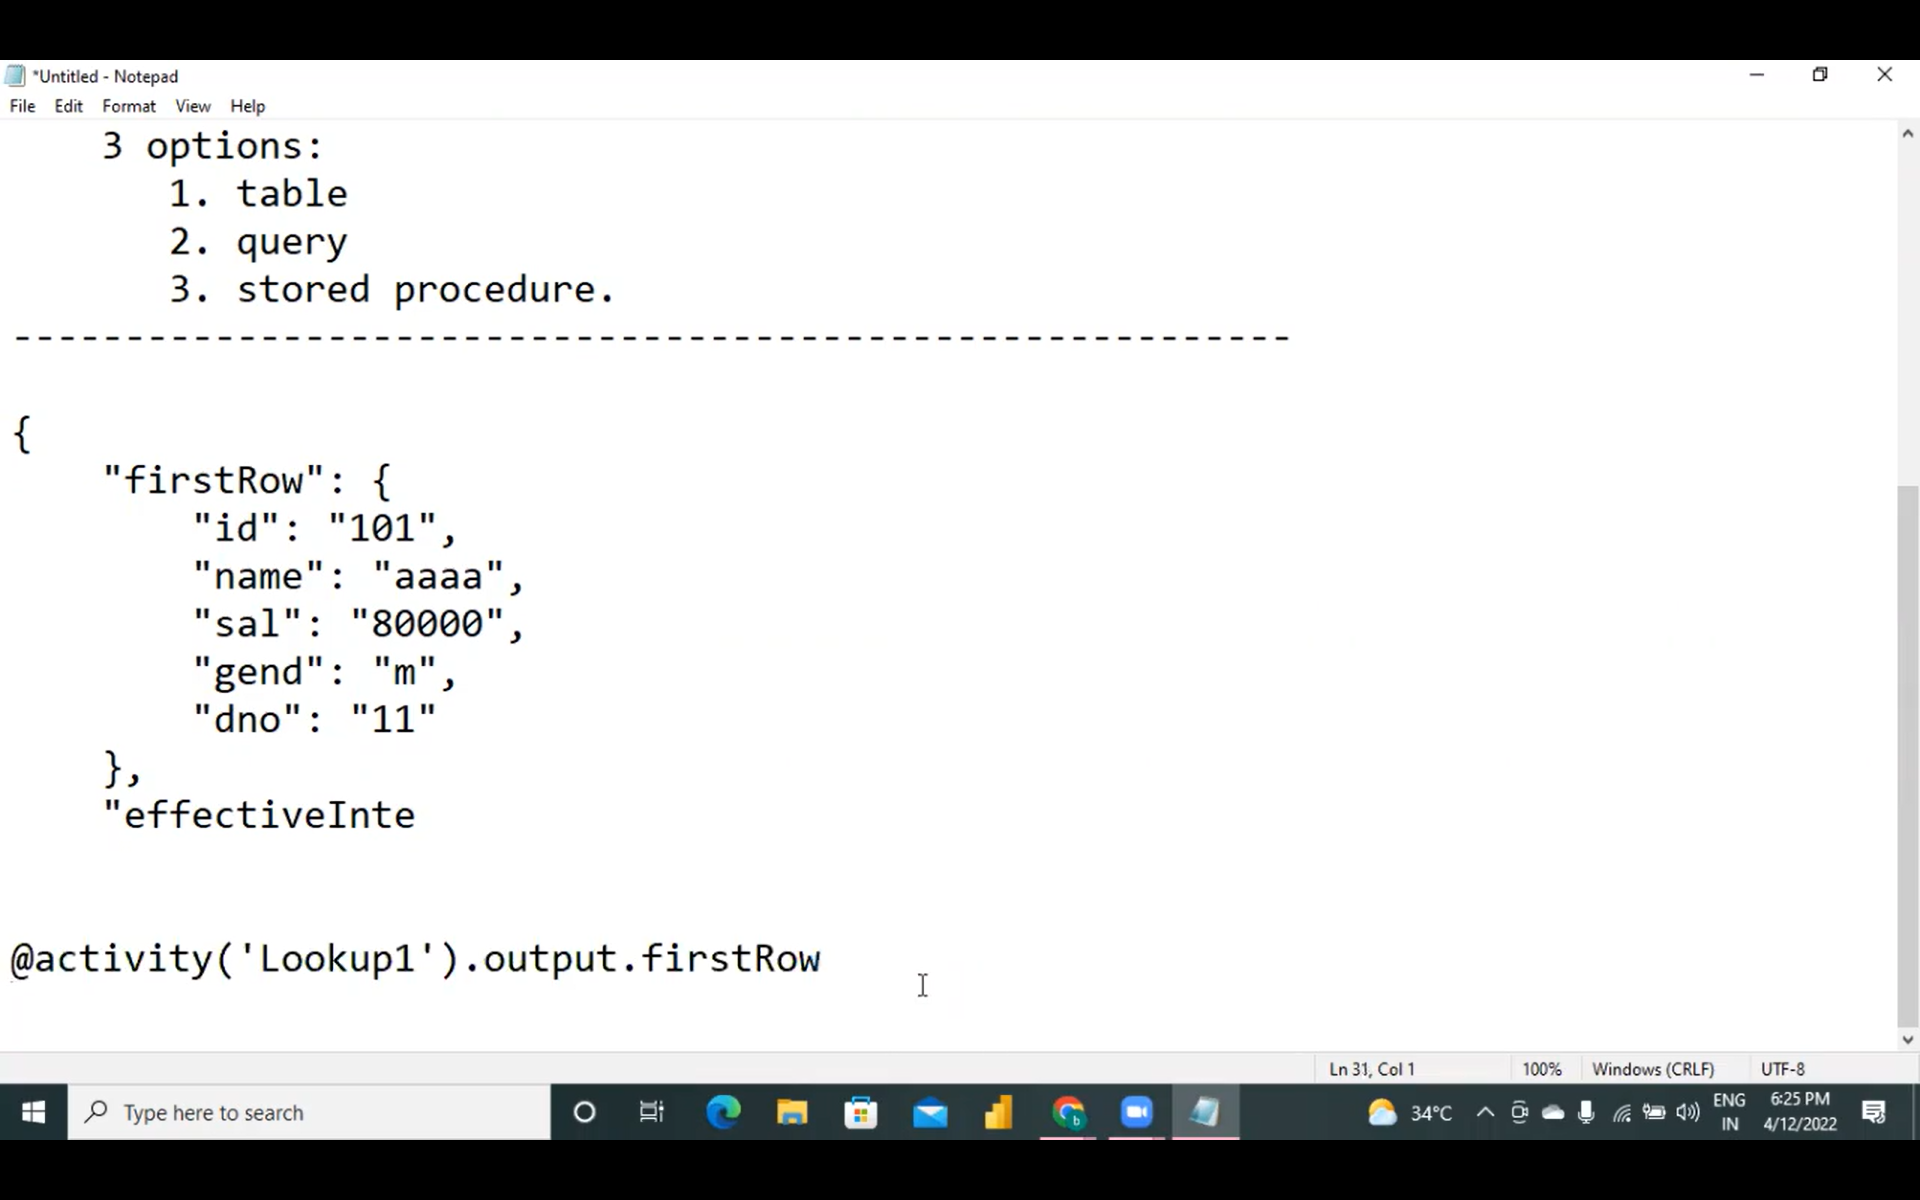 *Untitled - Notepad
File Edit Format View Help
3 options:
1. table
2. query
3. stored procedure.
---------------------------------------------------------
{
"firstRow": {
"id": "101",
"name": "aaaa",
"sal": "80000",
"gend": "m",
"dno": "11"
},
"effectiveInte
@activity('Lookup1').output.firstRow
Ln 31, Col 1 100% Windows (CRLF) UTF-8
Type here to search 34°C ENG 6:25 PM
IN 4/12/2022